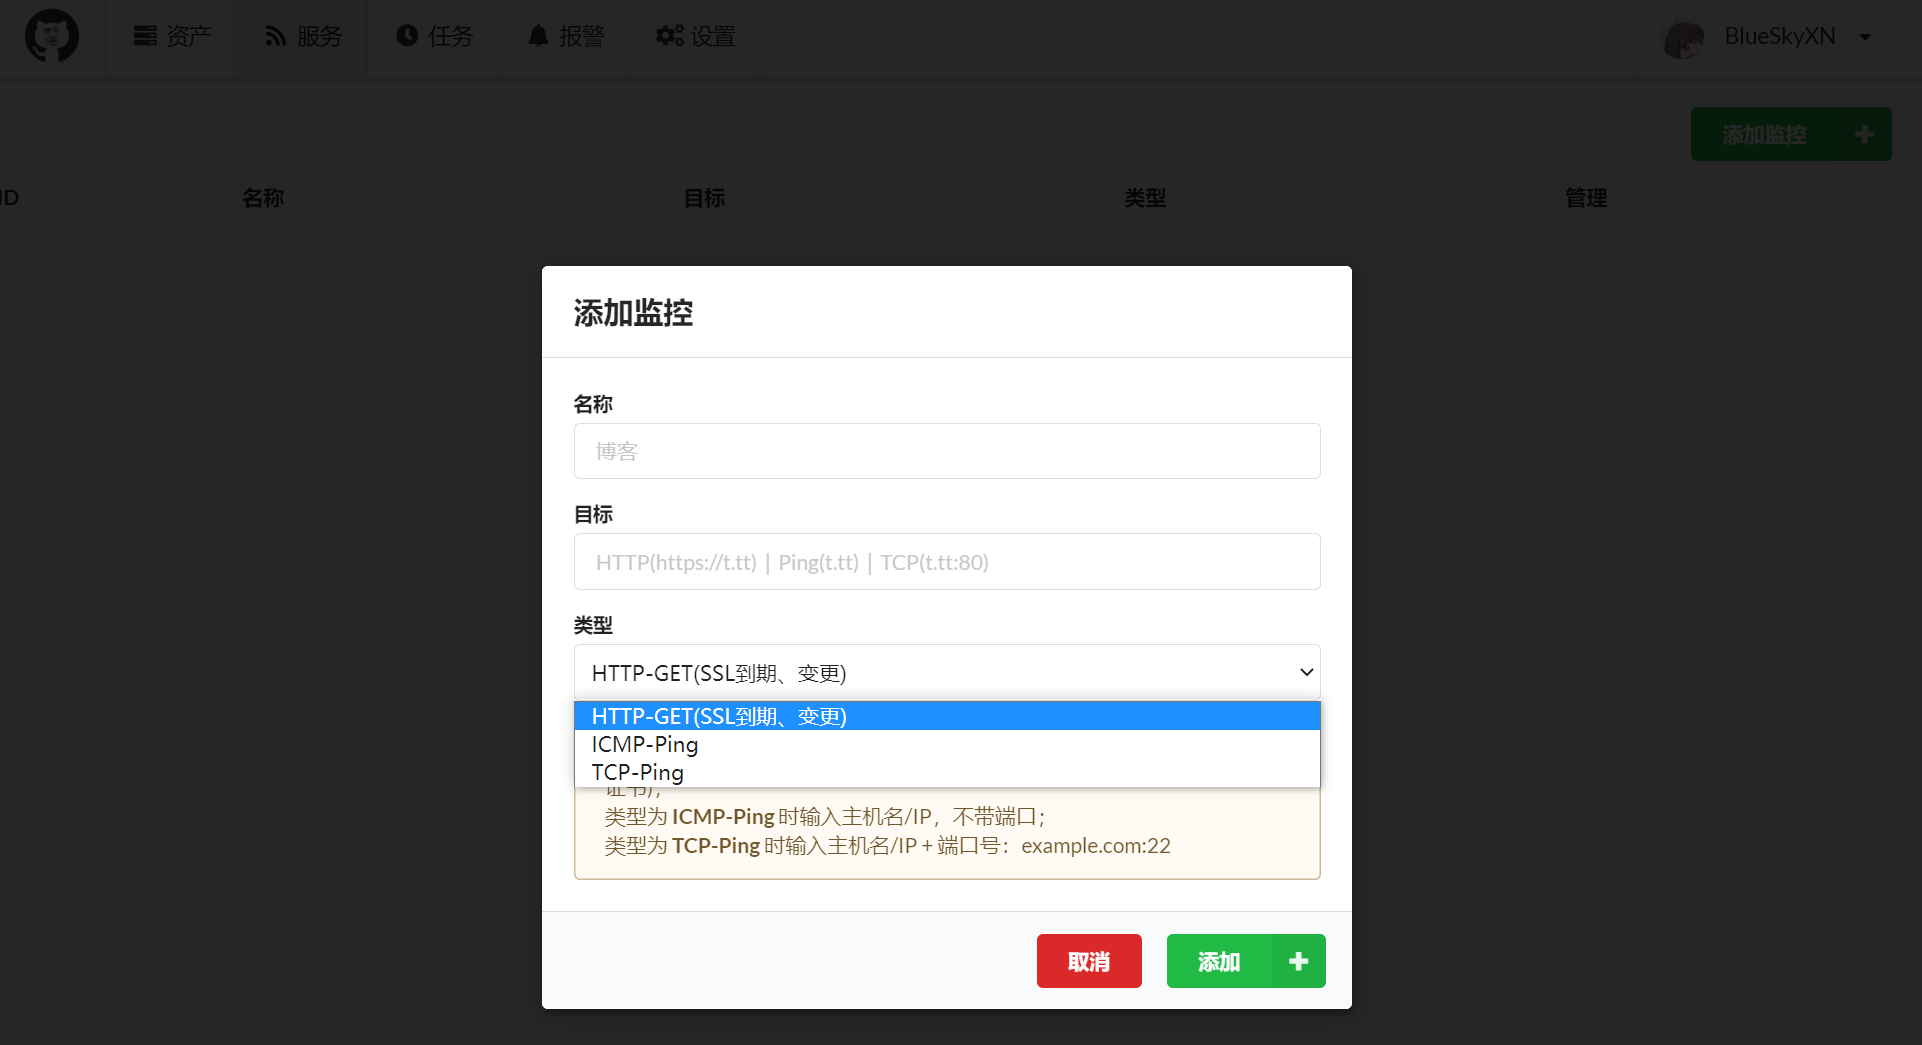 资产 服务 任务 报警 设置 BlueSkyXN
添加监控
ID 名称 目标 类型 管理
添加监控
名称
博客
目标
HTTP(https://t.tt) | Ping(t.tt) | TCP(t.tt:80)
类型
HTTP-GET(SSL到期、变更)
HTTP-GET(SSL到期、变更)
ICMP-Ping
TCP-Ping
证书)；
类型为 ICMP-Ping 时输入主机名/IP，不带端口；
类型为 TCP-Ping 时输入主机名/IP + 端口号：example.com:22
取消 添加